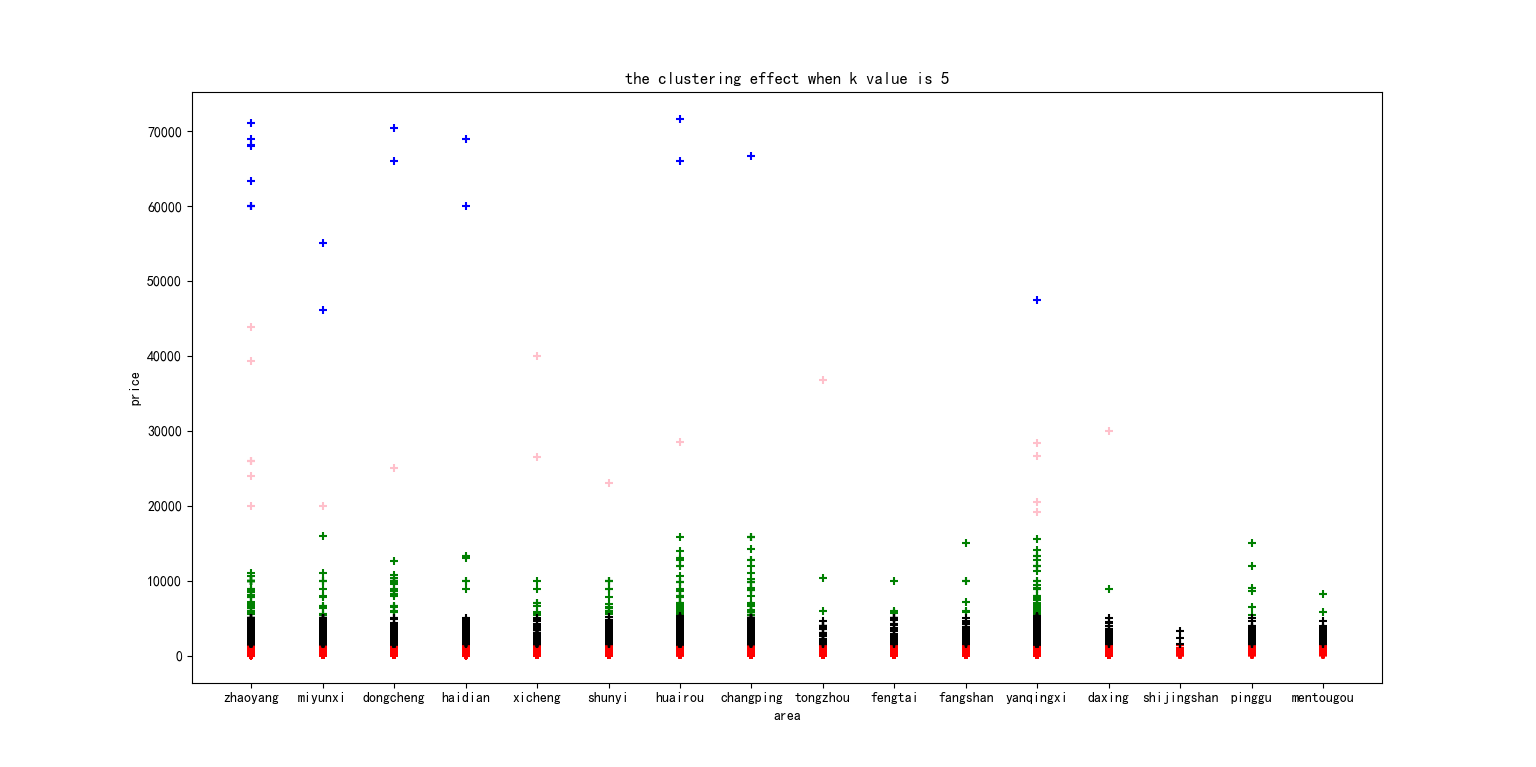 the clustering effect when k value is 5
70000
60000
50000
40000
30000
20000
10000
0
price
zhaoyang miyunxi dongcheng haidian xicheng shunyi huairou changping tongzhou fengtai fangshan yanqingxi daxing shijingshan pinggu mentougou
area